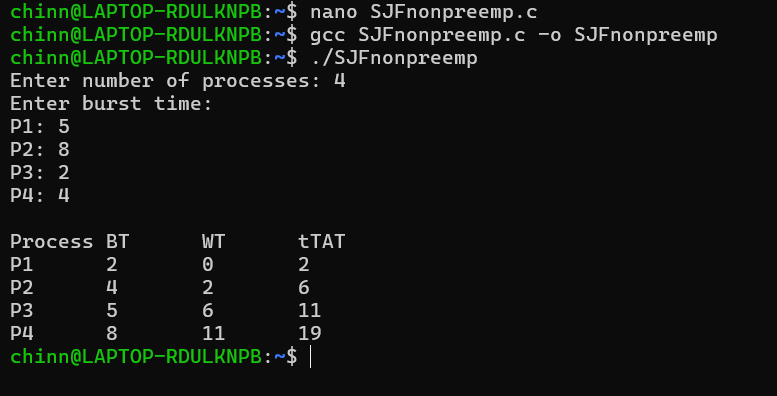 chinn@LAPTOP-RDULKNPB:~$ nano SJFnonpreemp.c
chinn@LAPTOP-RDULKNPB:~$ gcc SJFnonpreemp.c -o SJFnonpreemp
chinn@LAPTOP-RDULKNPB:~$ ./SJFnonpreemp
Enter number of processes: 4
Enter burst time:
P1: 5
P2: 8
P3: 2
P4: 4
Process BT WT tTAT
P1 2 0 2
P2 4 2 6
P3 5 6 11
P4 8 11 19
chinn@LAPTOP-RDULKNPB:~$